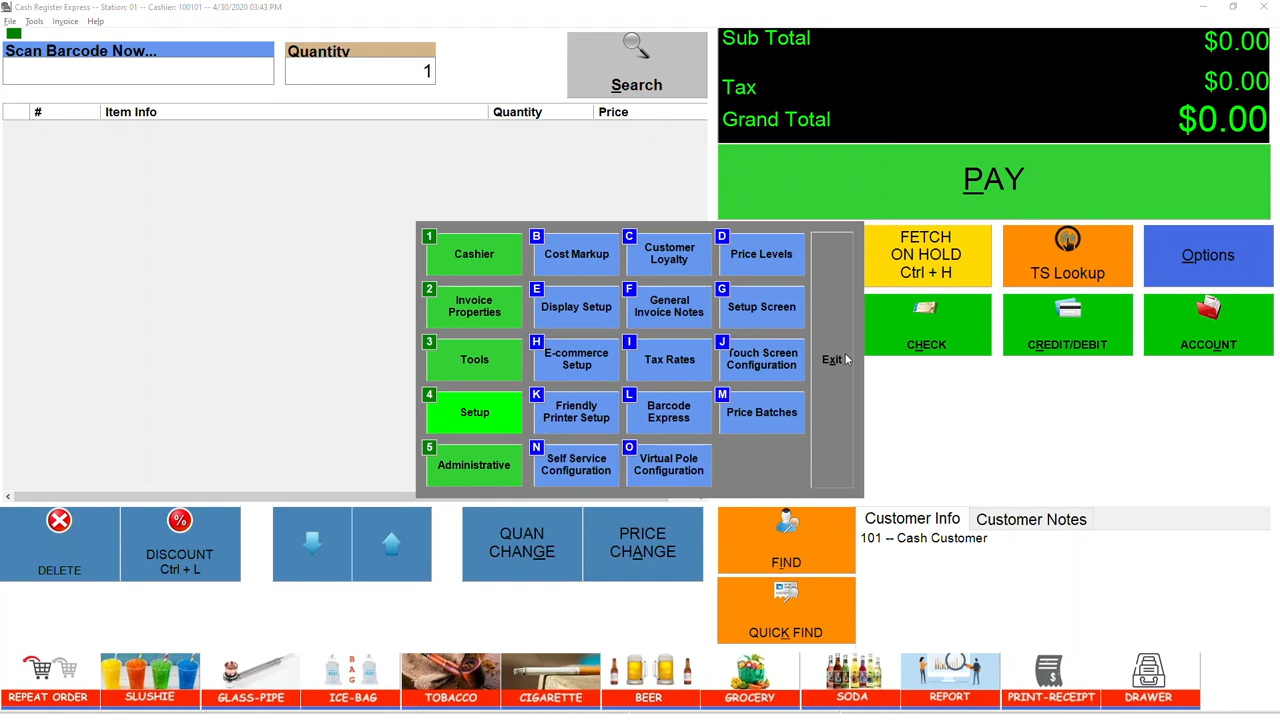 Cash Register Express -- Station: 01 -- Cashier: 100101 -- 4/30/2020 03:43 PM
File Tools Invoice Help
Scan Barcode Now...
Quantity
1
Search
# Item Info Quantity Price
Sub Total $0.00
Tax $0.00
Grand Total $0.00
PAY
FETCH
ON HOLD
Ctrl + H
TS Lookup
Options
CHECK
CREDIT/DEBIT
ACCOUNT
1 Cashier
B Cost Markup
C Customer
Loyalty
D Price Levels
2 Invoice
Properties
E Display Setup
F General
Invoice Notes
G Setup Screen
3 Tools
H E-commerce
Setup
I Tax Rates
J Touch Screen
Configuration
4 Setup
K Friendly
Printer Setup
L Barcode
Express
M Price Batches
5 Administrative
N Self Service
Configuration
O Virtual Pole
Configuration
Exit
DELETE
DISCOUNT
Ctrl + L
QUAN
CHANGE
PRICE
CHANGE
FIND
QUICK FIND
Customer Info Customer Notes
101 -- Cash Customer
REPEAT ORDER
SLUSHIE
GLASS-PIPE
BAG
ICE-BAG
TOBACCO
CIGARETTE
BEER
GROCERY
SODA
REPORT
PRINT-RECEIPT
DRAWER